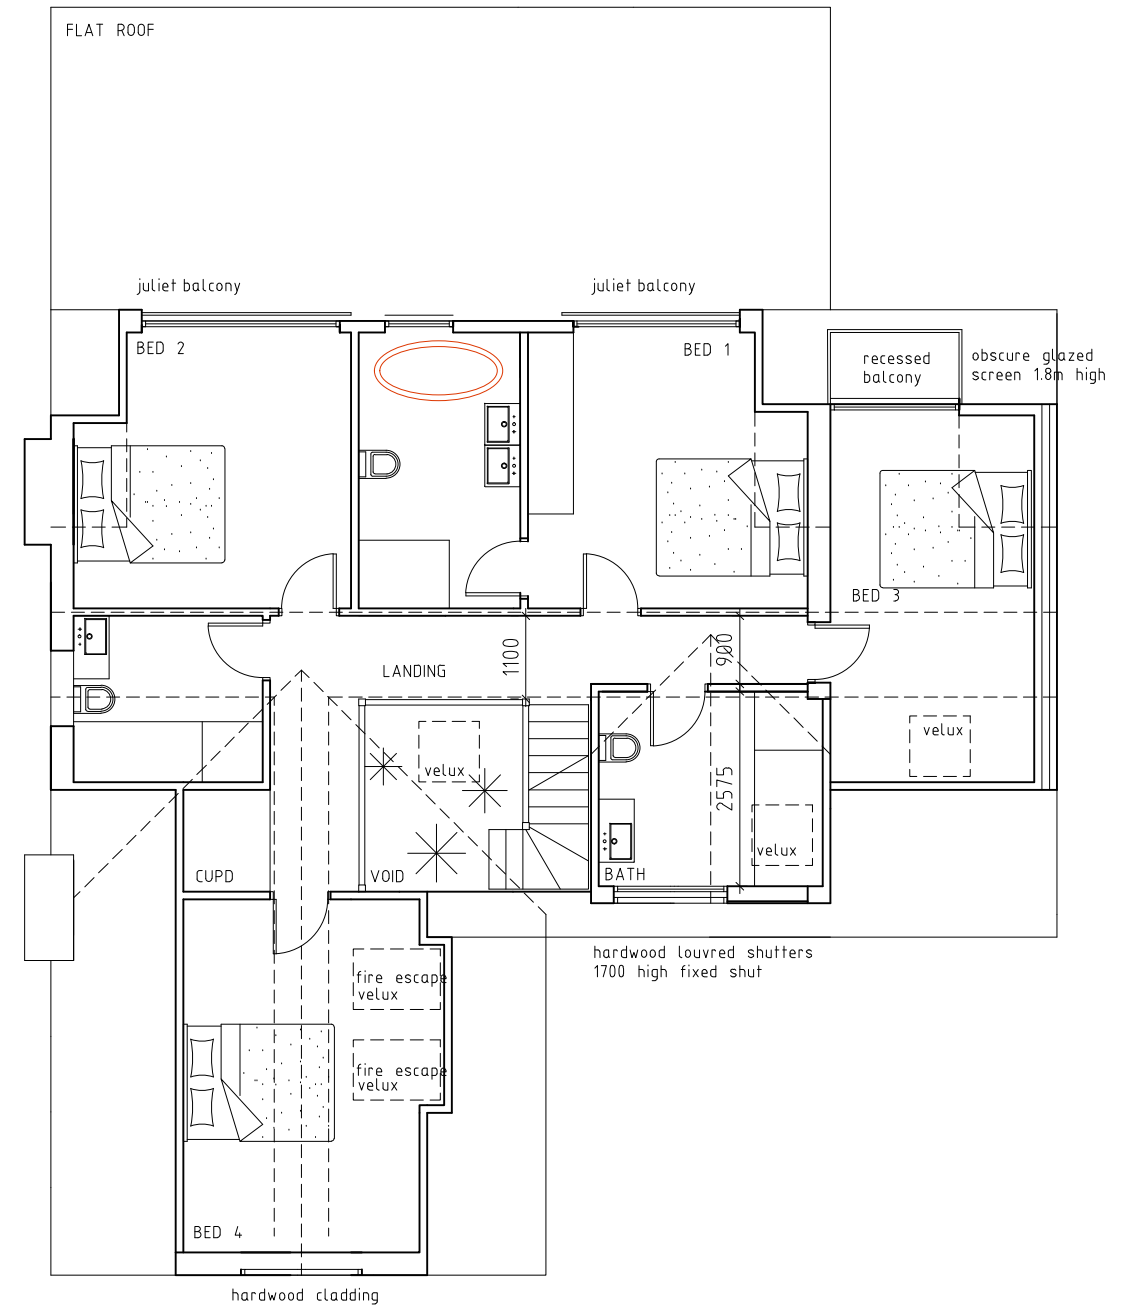 FLAT ROOF
juliet balcony
juliet balcony
BED 2
BED 1
recessed
balcony
obscure glazed
screen 1.8m high
BED 3
LANDING
1100
900
velux
velux
2575
velux
CUPD
VOID
BATH
hardwood louvred shutters
1700 high fixed shut
fire escape
velux
fire escape
velux
BED 4
hardwood cladding